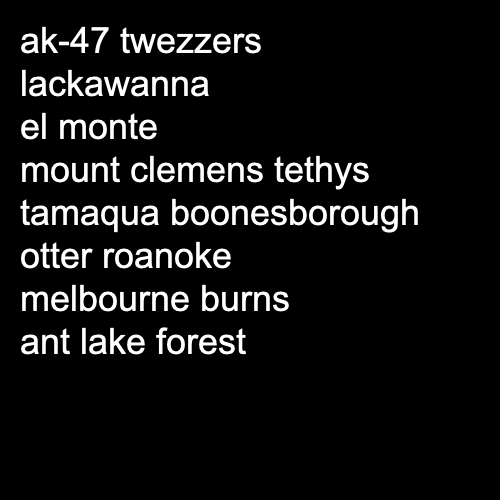 ak-47 twezzers
lackawanna
el monte
mount clemens tethys
tamaqua boonesborough
otter roanoke
melbourne burns
ant lake forest